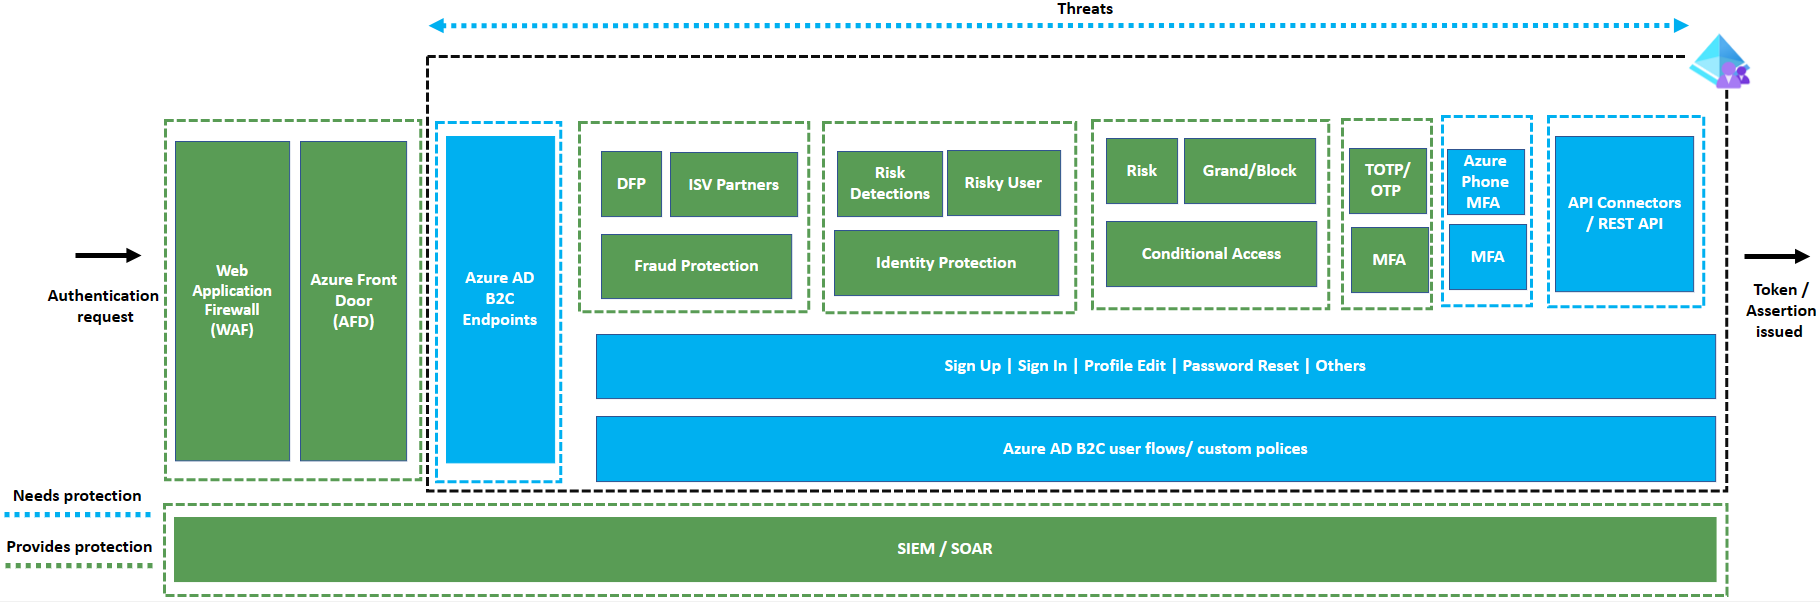 Threats
Authentication
request
Web
Application
Firewall
(WAF)
Azure Front
Door
(AFD)
Azure AD
B2C
Endpoints
DFP
ISV Partners
Fraud Protection
Risk
Detections
Risky User
Identity Protection
Risk
Grand/Block
Conditional Access
TOTP/
OTP
MFA
Azure
Phone
MFA
MFA
API Connectors
/ REST API
Token /
Assertion
issued
Sign Up | Sign In | Profile Edit | Password Reset | Others
Azure AD B2C user flows/ custom polices
Needs protection
Provides protection
SIEM / SOAR